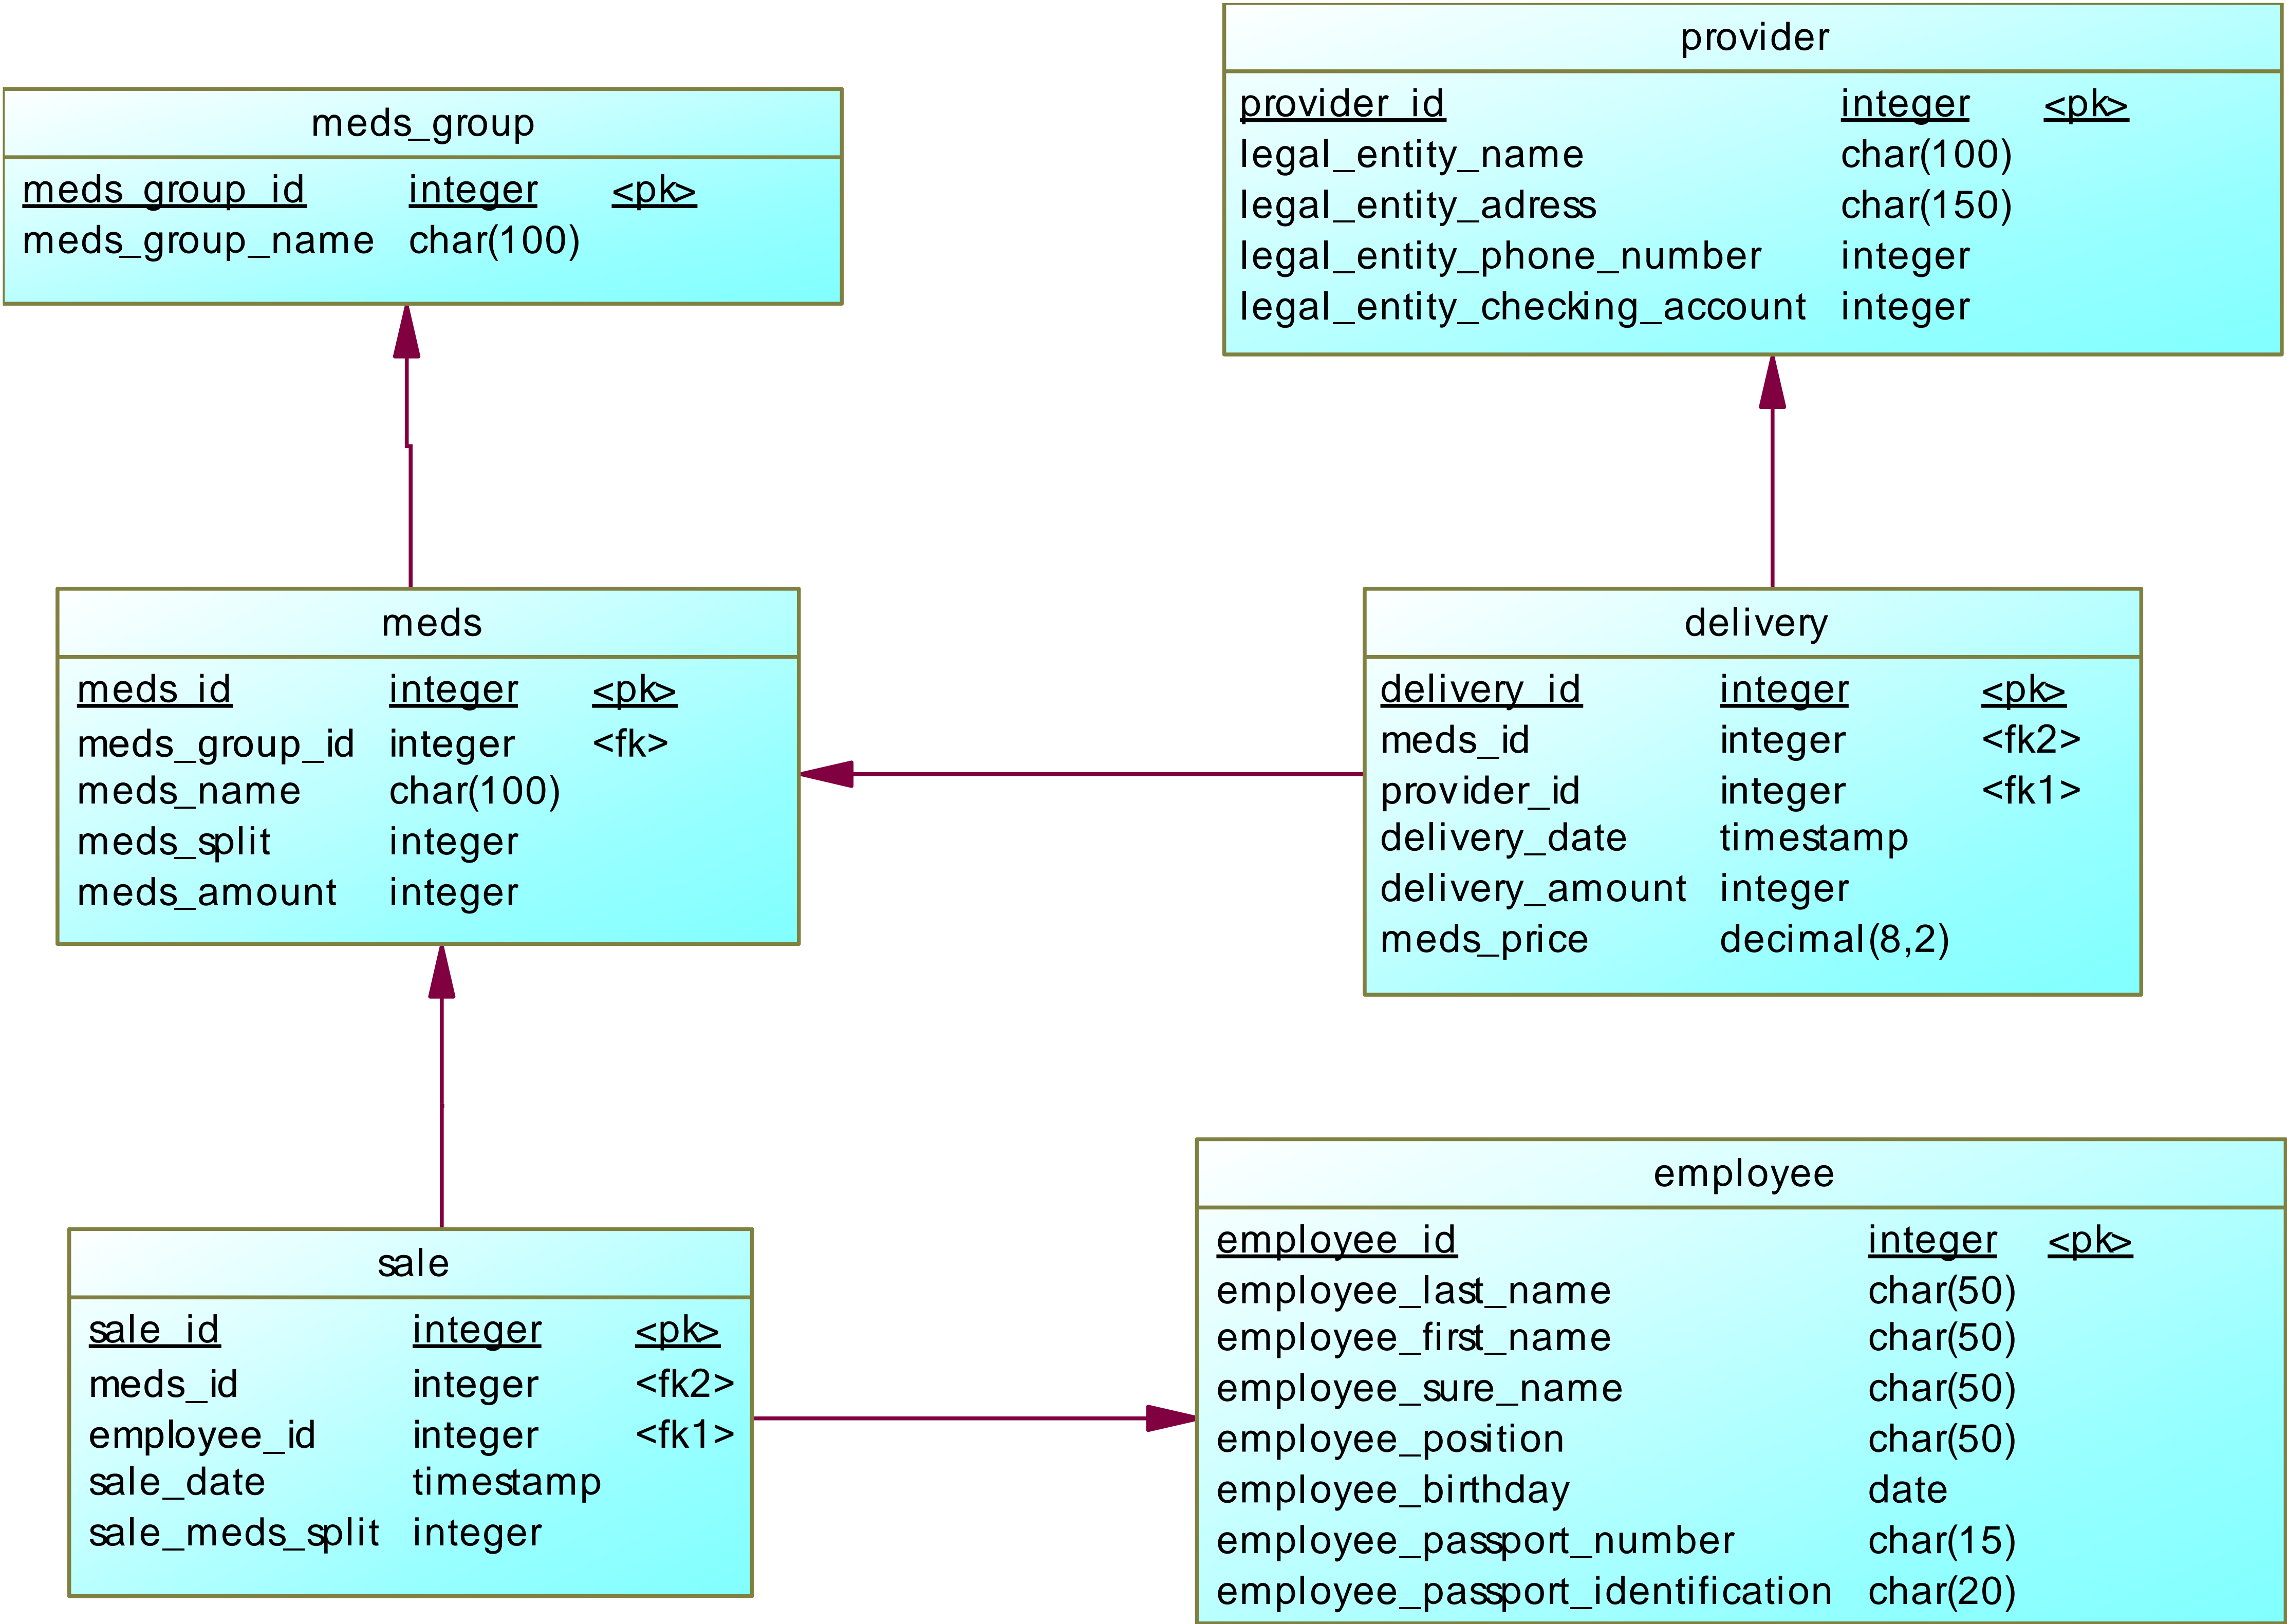 meds_group
meds_group_id integer <pk>
meds_group_name char(100)
provider
provider_id integer <pk>
legal_entity_name char(100)
legal_entity_adress char(150)
legal_entity_phone_number integer
legal_entity_checking_account integer
meds
meds_id integer <pk>
meds_group_id integer <fk>
meds_name char(100)
meds_split integer
meds_amount integer
delivery
delivery_id integer <pk>
meds_id integer <fk2>
provider_id integer <fk1>
delivery_date timestamp
delivery_amount integer
meds_price decimal(8,2)
sale
sale_id integer <pk>
meds_id integer <fk2>
employee_id integer <fk1>
sale_date timestamp
sale_meds_split integer
employee
employee_id integer <pk>
employee_last_name char(50)
employee_first_name char(50)
employee_sure_name char(50)
employee_position char(50)
employee_birthday date
employee_passport_number char(15)
employee_passport_identification char(20)